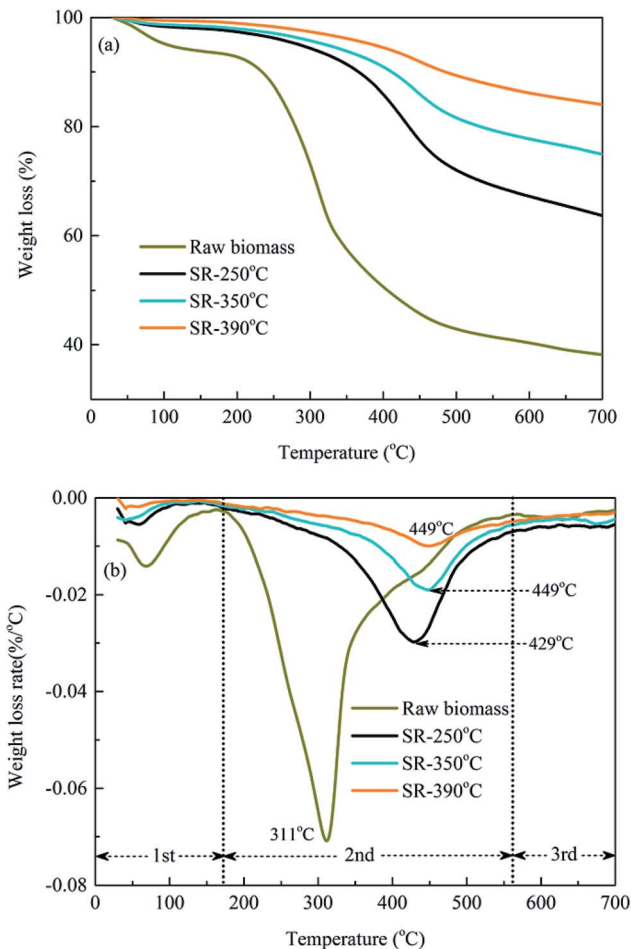 100
(a)
80
Weight loss (%)
60
Raw biomass
SR-250°C
SR-350°C
SR-390°C
40
0 100 200 300 400 500 600 700
Temperature (°C)
0.00
449°C
(b)
-0.02
449°C
429°C
Weight loss rate(%/°C)
-0.04
Raw biomass
SR-250°C
SR-350°C
SR-390°C
-0.06
311°C
1st 2nd 3rd
-0.08
0 100 200 300 400 500 600 700
Temperature (°C)